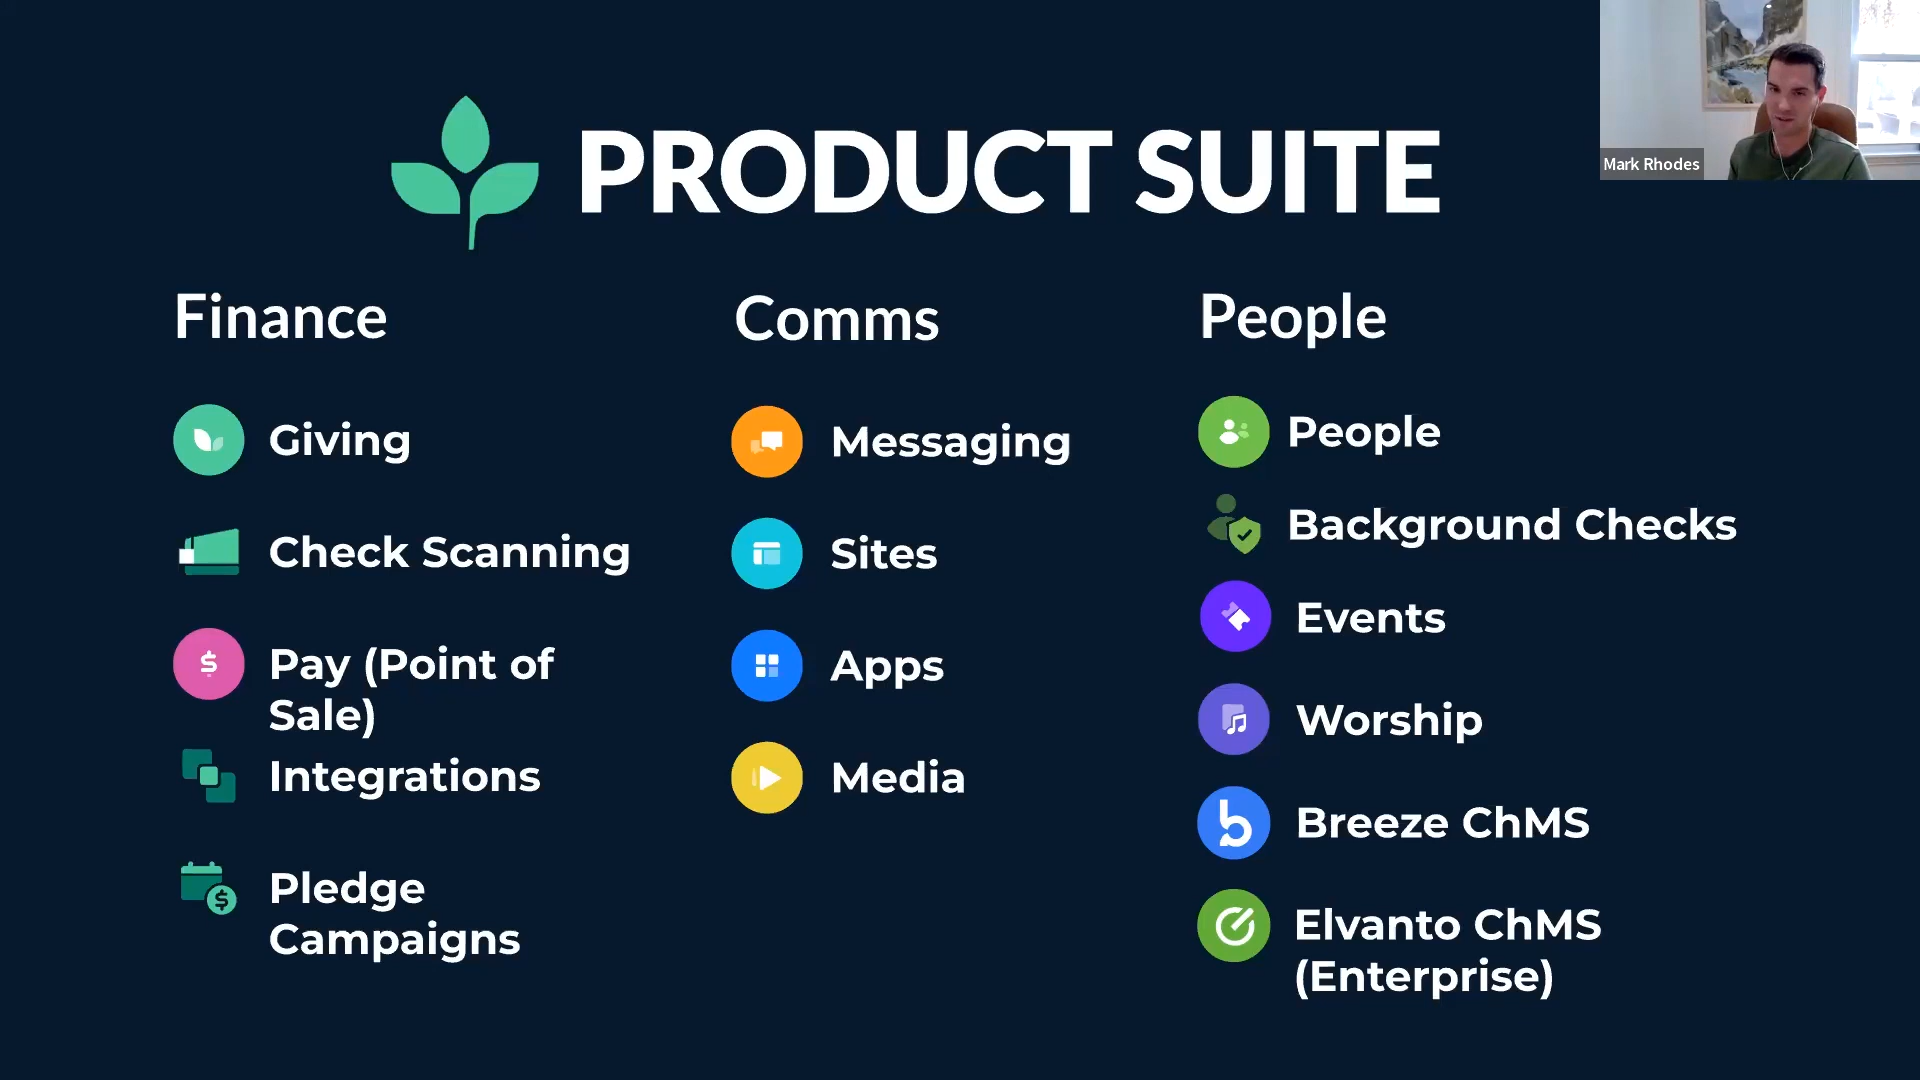 PRODUCT SUITE
Mark Rhodes
Finance
Giving
Check Scanning
Pay (Point of
Sale)
Integrations
Pledge
Campaigns
Comms
Messaging
Sites
Apps
Media
People
People
Background Checks
Events
Worship
Breeze ChMS
Elvanto ChMS
(Enterprise)